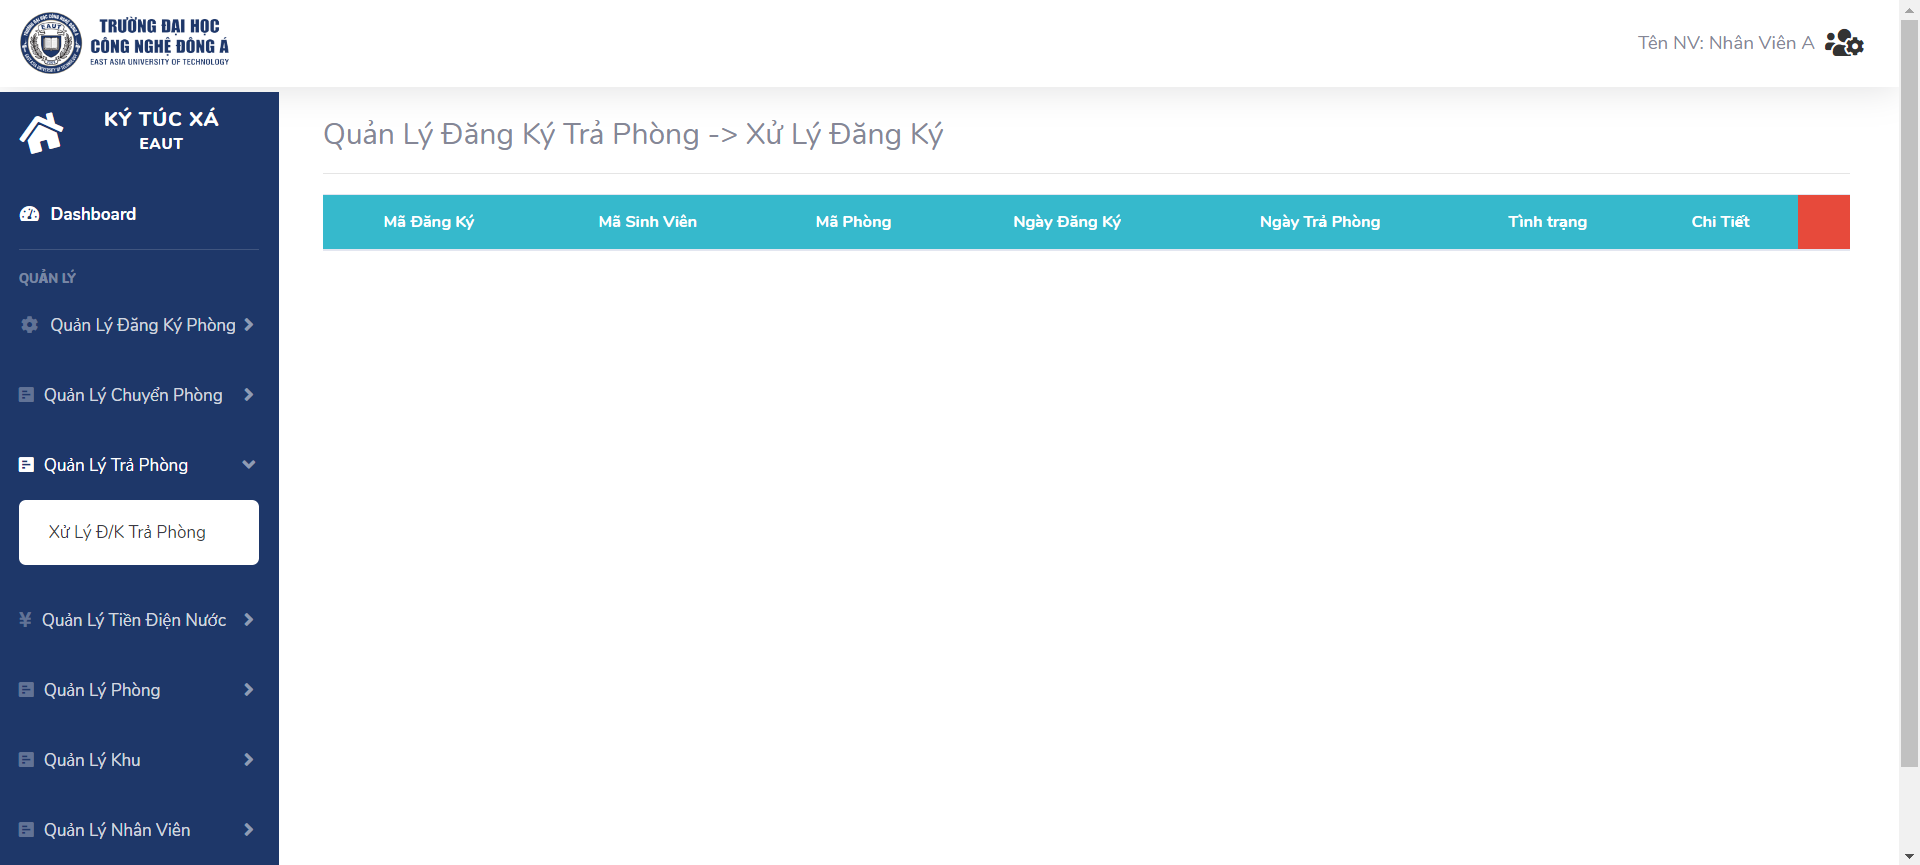 TRƯỜNG ĐẠI HỌC
CÔNG NGHỆ ĐÔNG Á
EAST ASIA UNIVERSITY OF TECHNOLOGY
Tên NV: Nhân Viên A
KÝ TÚC XÁ
EAUT
Dashboard
QUẢN LÝ
Quản Lý Đăng Ký Phòng
Quản Lý Chuyển Phòng
Quản Lý Trả Phòng
Xử Lý Đ/K Trả Phòng
Quản Lý Tiền Điện Nước
Quản Lý Phòng
Quản Lý Khu
Quản Lý Nhân Viên
Quản Lý Đăng Ký Trả Phòng -> Xử Lý Đăng Ký
Mã Đăng Ký Mã Sinh Viên Mã Phòng Ngày Đăng Ký Ngày Trả Phòng Tình trạng Chi Tiết